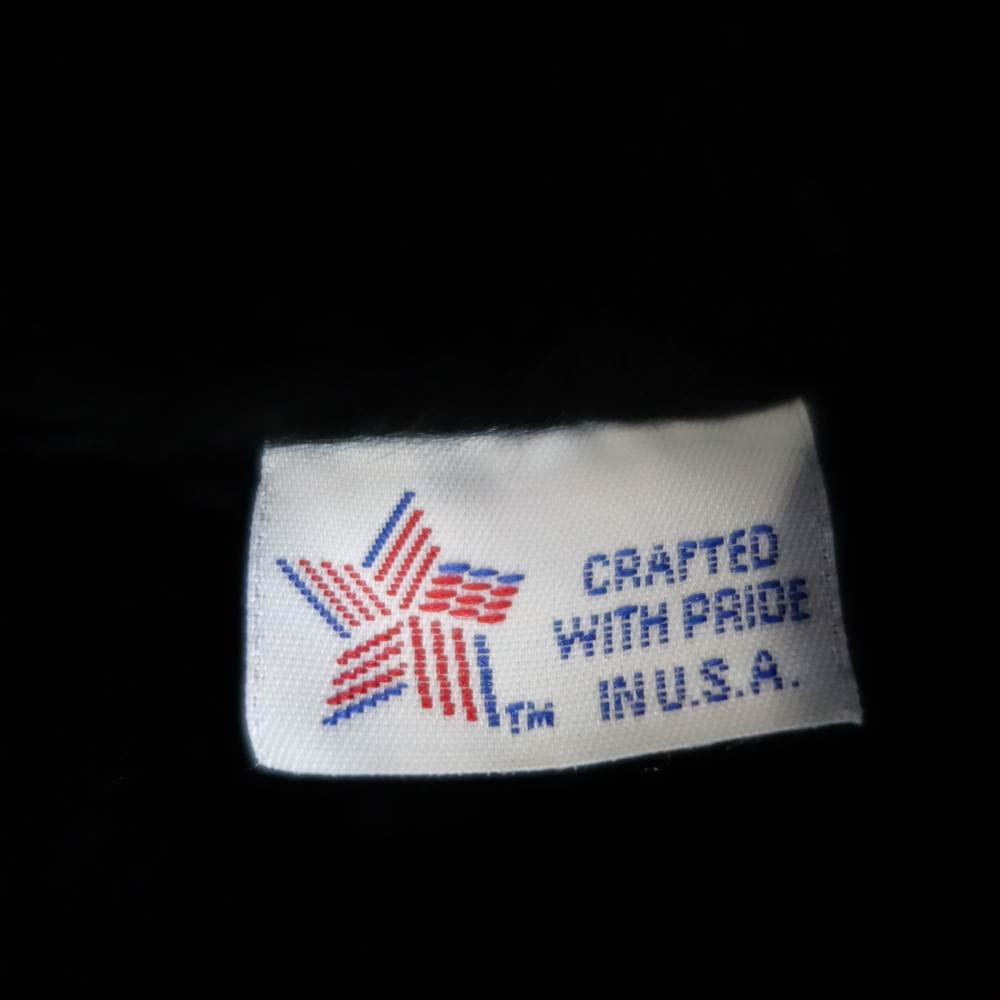 CRAFTED
WITH PRIDE
IN U.S.A.
TM